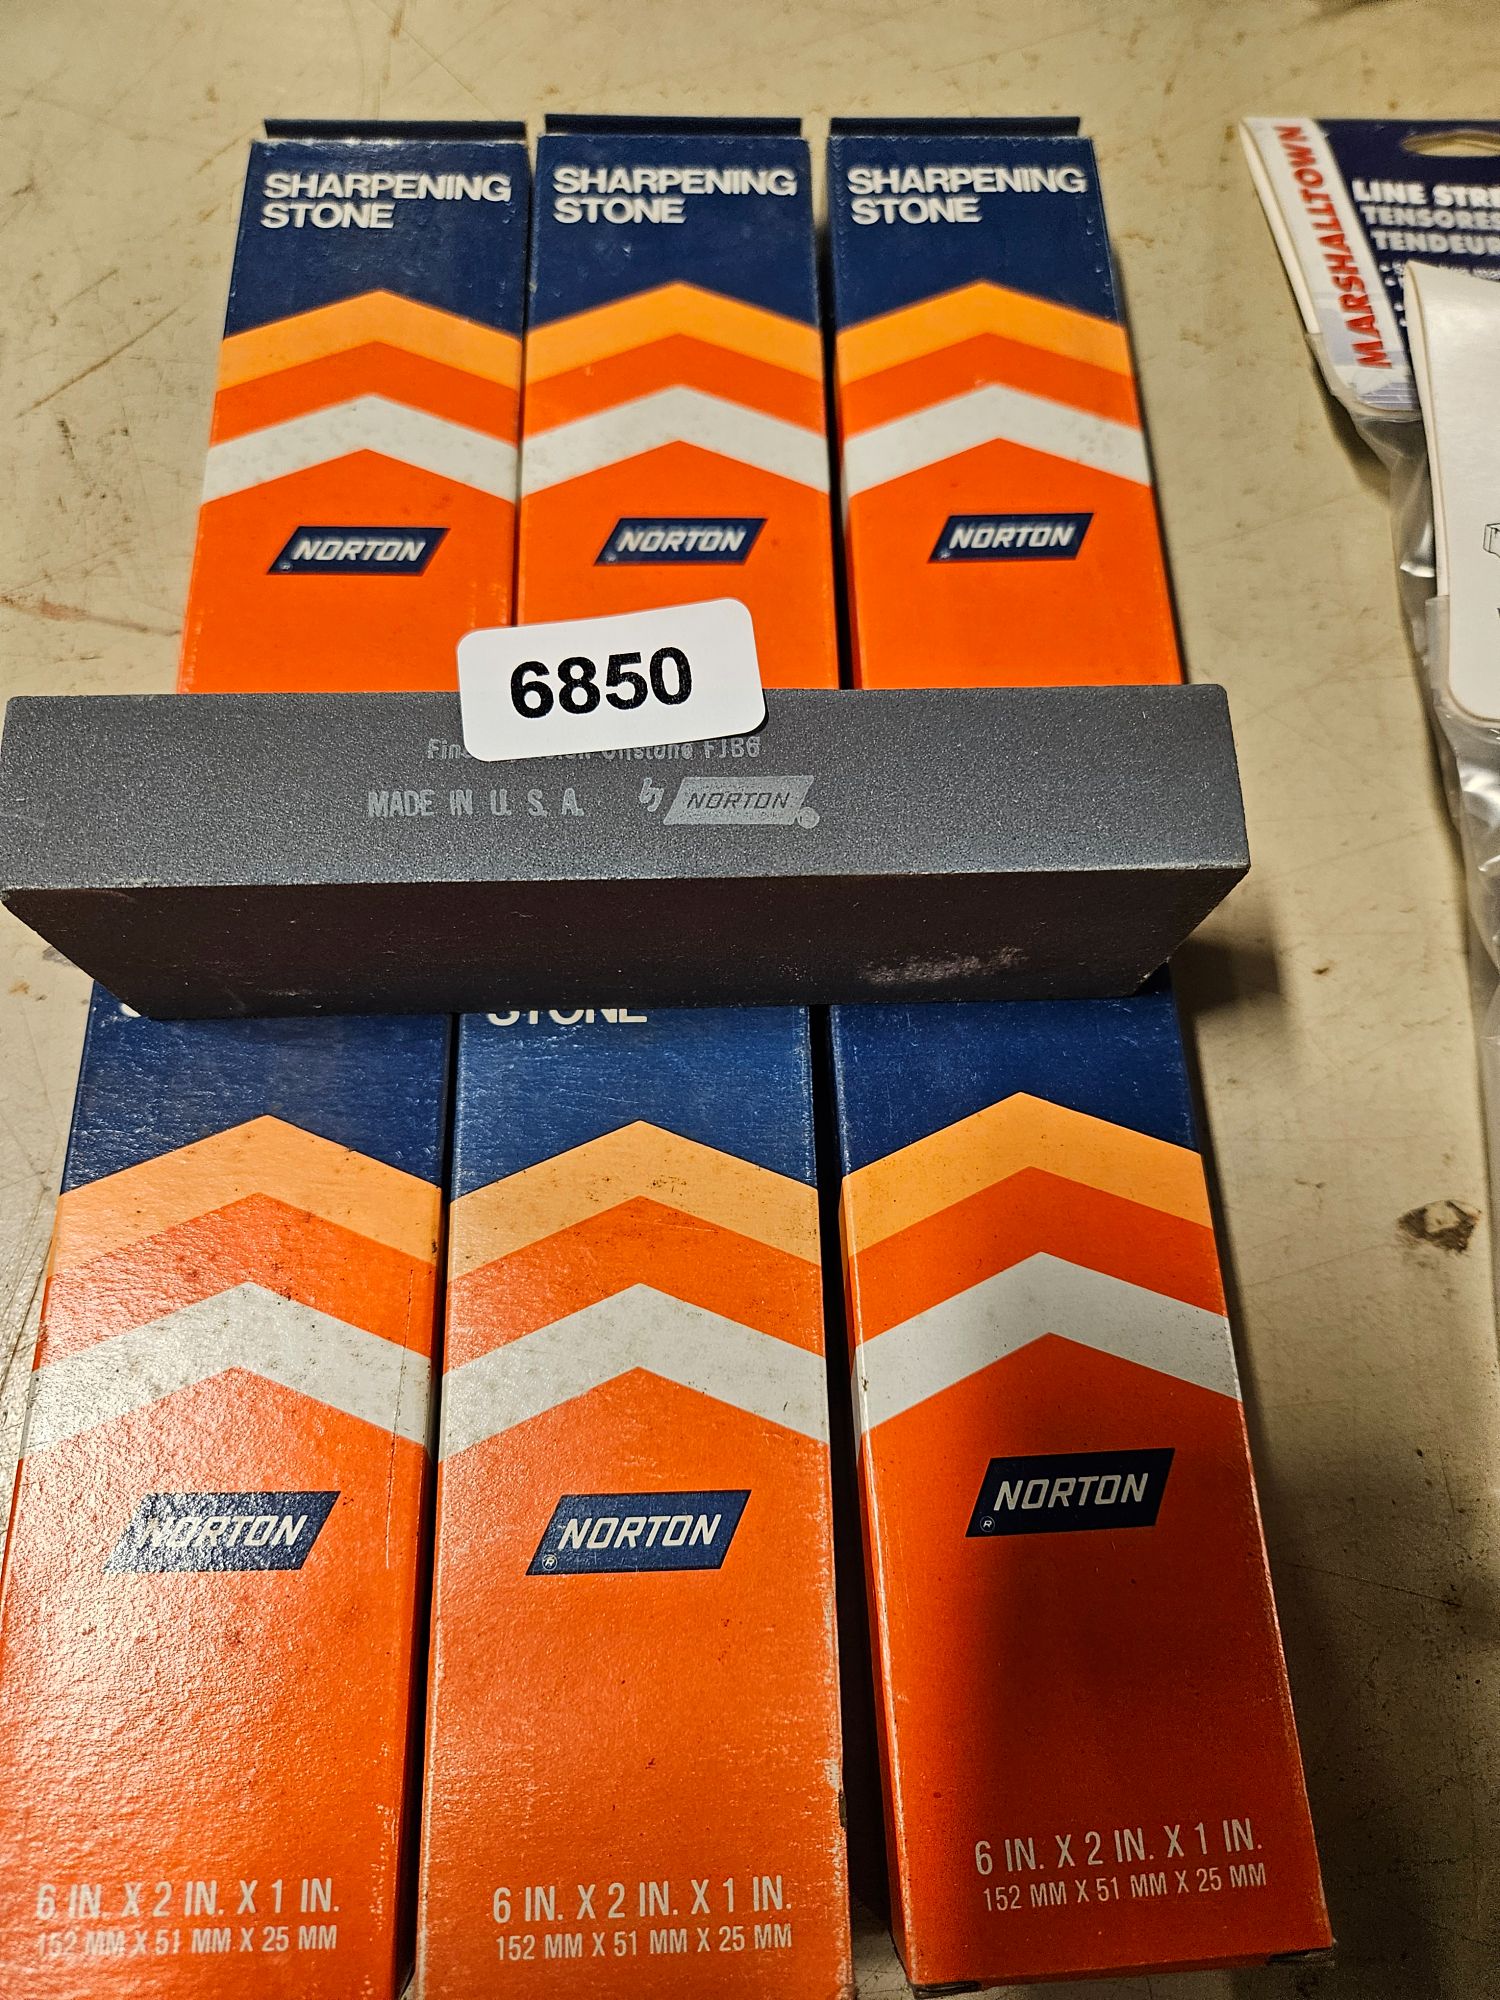 SHARPENING
STONE
NORTON
®
SHARPENING
STONE
NORTON
®
SHARPENING
STONE
NORTON
®
MARSHALLTOWN
LINE STRE
TENSORES
TENDEUR
6850
Fin
FJB6
MADE IN U. S. A.
by NORTON ®
NORTON
6 IN. X 2 IN. X 1 IN.
152 MM X 51 MM X 25 MM
STONE
NORTON
®
6 IN. X 2 IN. X 1 IN.
152 MM X 51 MM X 25 MM
NORTON
®
6 IN. X 2 IN. X 1 IN.
152 MM X 51 MM X 25 MM